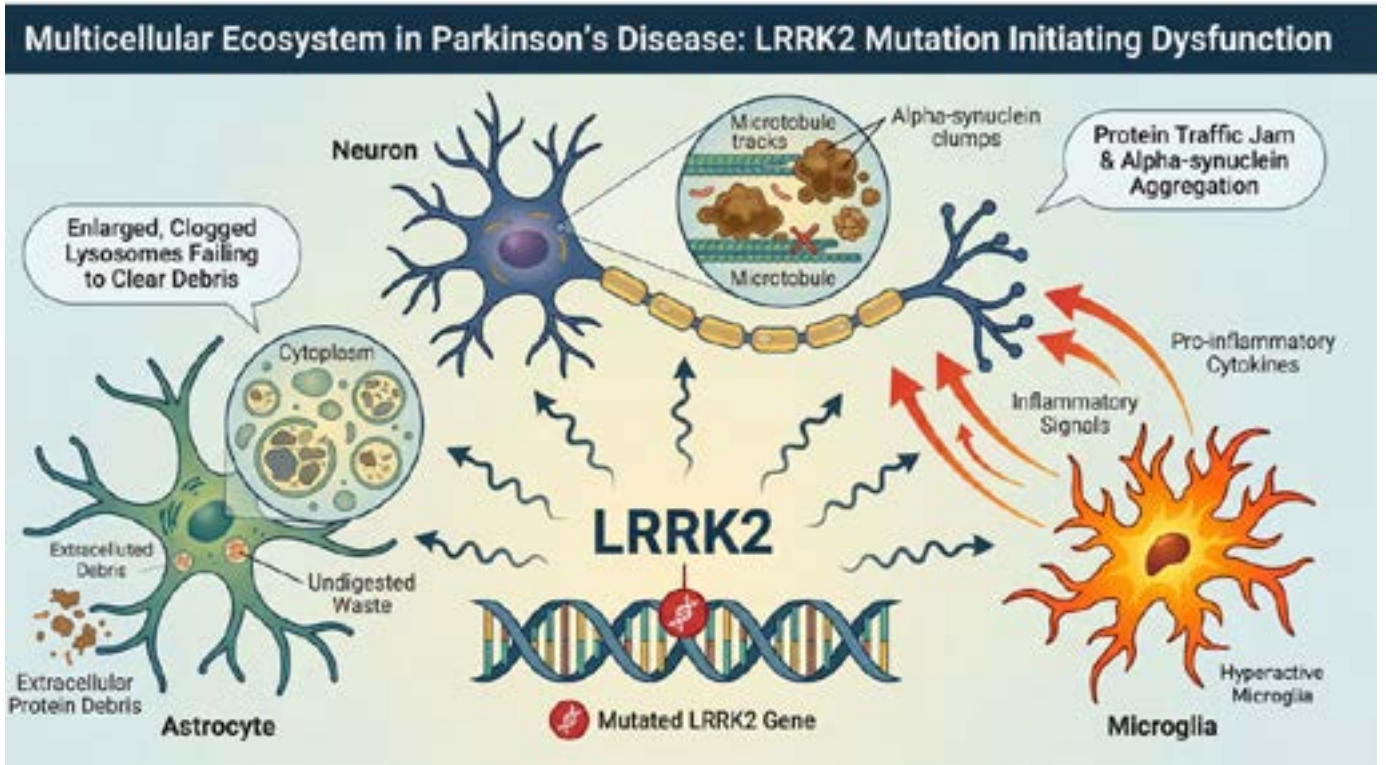 Multicellular Ecosystem in Parkinson's Disease: LRRK2 Mutation Initiating Dysfunction
Neuron
Microtobule
tracks
Alpha-synuclein
clumps
Protein Traffic Jam
& Alpha-synuclein
Aggregation
Microtobule
Enlarged, Clogged
Lysosomes Failing
to Clear Debris
Cytoplasm
Pro-inflammatory
Cytokines
Inflammatory
Signals
LRRK2
Extracelluted
Debris
Undigested
Waste
Extracellular
Protein Debris
Astrocyte
Mutated LRRK2 Gene
Hyperactive
Microglia
Microglia